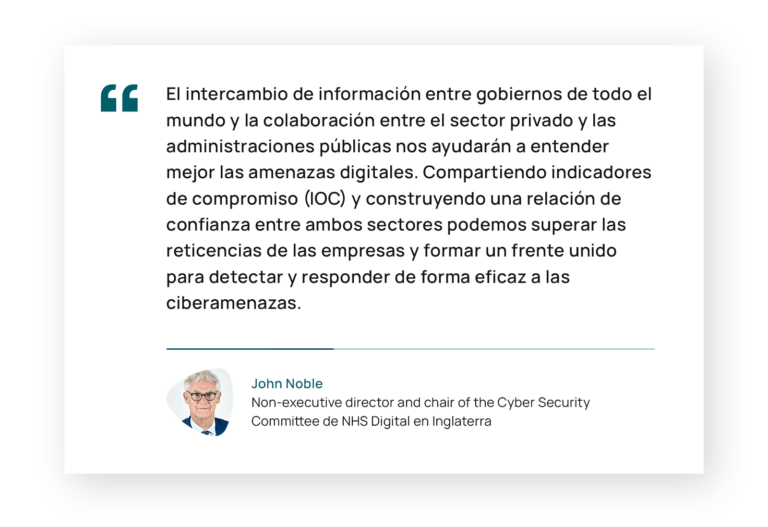 El intercambio de información entre gobiernos de todo el
mundo y la colaboración entre el sector privado y las
administraciones públicas nos ayudarán a entender
mejor las amenazas digitales. Compartiendo indicadores
de compromiso (IOC) y construyendo una relación de
confianza entre ambos sectores podemos superar las
reticencias de las empresas y formar un frente unido
para detectar y responder de forma eficaz a las
ciberamenazas.
John Noble
Non-executive director and chair of the Cyber Security
Committee de NHS Digital en Inglaterra